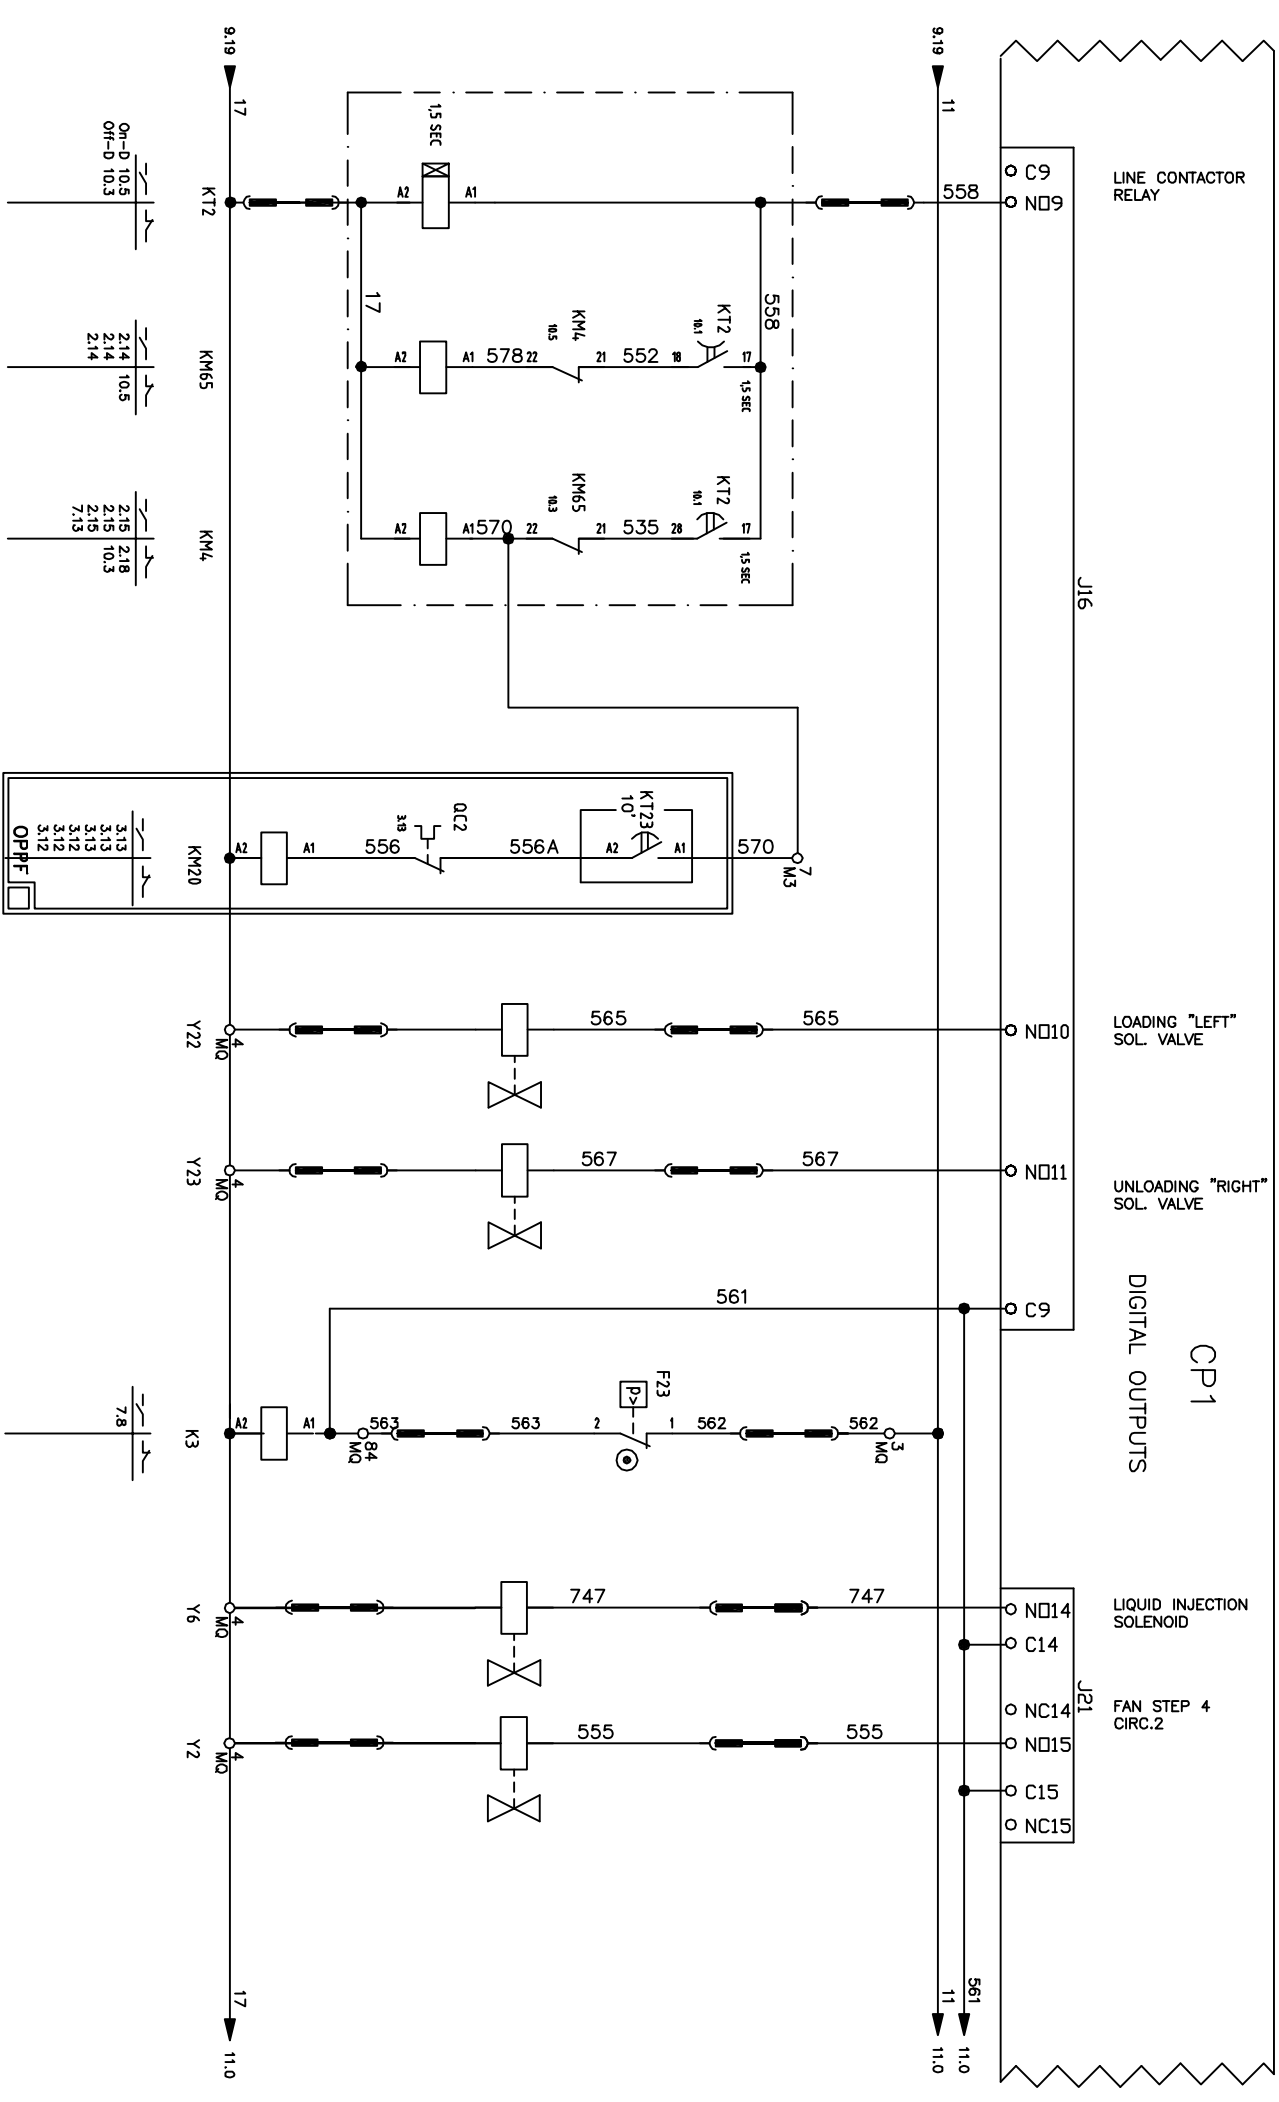 9.19
17
9.19
11
LINE CONTACTOR
RELAY
C9
NO9
558
1,5 SEC
A2
A1
KT2
On-D 10.5
Off-D 10.3
17
558
KT2
10.1
17
1,5 SEC
18
552
21
KM4
10.5
22
578
A1
A2
KM65
2.14
2.14 10.5
2.14
KT2
10.1
17
1,5 SEC
28
535
21
KM65
10.3
22
570
A1
A2
KM4
2.15 2.18
2.15 10.3
7.13
J16
7
M3
570
KT23
10'
A1
A2
556A
QC2
3.13
556
A1
A2
KM20
3.13
3.13
3.13
3.12
3.12
3.12
OPPF
LOADING "LEFT"
SOL. VALVE
NO10
565
565
4
MQ
Y22
UNLOADING "RIGHT"
SOL. VALVE
NO11
567
567
4
MQ
Y23
DIGITAL OUTPUTS
CP1
C9
561
3
MQ
562
562
1
F23
P>
2
563
563
84
MQ
A1
A2
K3
7.8
LIQUID INJECTION
SOLENOID
NO14
747
747
4
MQ
Y6
C14
J21
FAN STEP 4
CIRC.2
NC14
NO15
555
555
4
MQ
Y2
C15
NC15
17
11.0
11
11.0
561
11.0